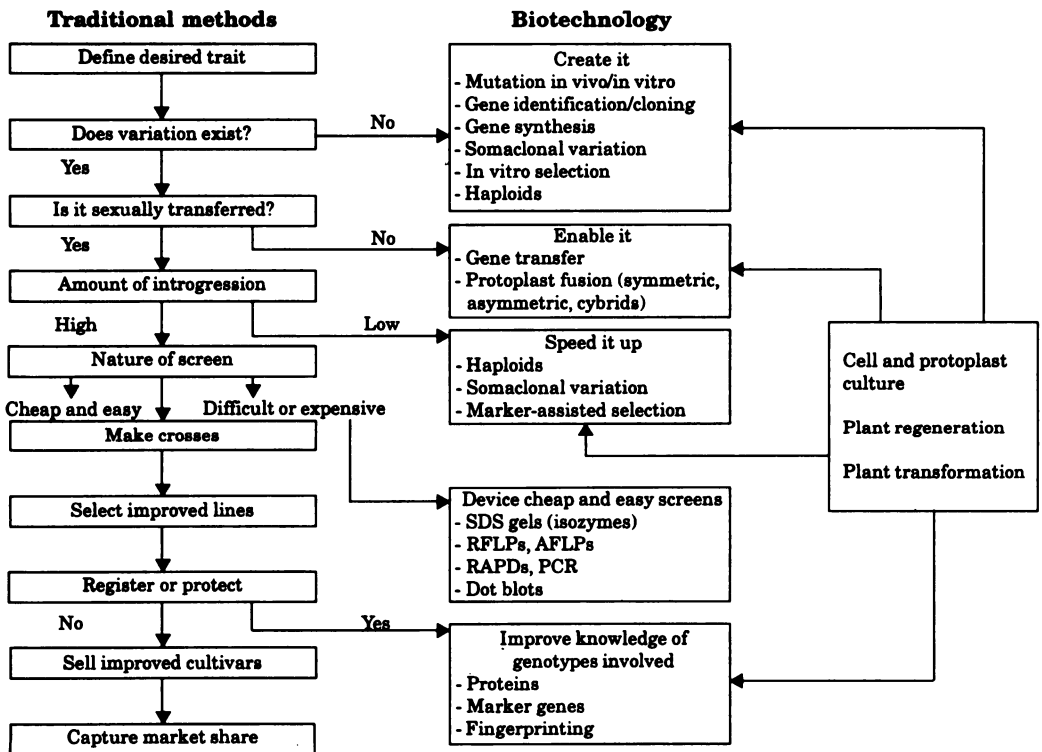 Traditional methods
Define desired trait
Does variation exist?
No
Yes
Is it sexually transferred?
No
Yes
Amount of introgression
High
Low
Nature of screen
Cheap and easy
Difficult or expensive
Make crosses
Select improved lines
Register or protect
No
Yes
Sell improved cultivars
Capture market share
Biotechnology
Create it
- Mutation in vivo/in vitro
- Gene identification/cloning
- Gene synthesis
- Somaclonal variation
- In vitro selection
- Haploids
Enable it
- Gene transfer
- Protoplast fusion (symmetric,
asymmetric, cybrids)
Speed it up
- Haploids
- Somaclonal variation
- Marker-assisted selection
Device cheap and easy screens
- SDS gels (isozymes)
- RFLPs, AFLPs
- RAPDs, PCR
- Dot blots
Improve knowledge of
genotypes involved
- Proteins
- Marker genes
- Fingerprinting
Cell and protoplast
culture
Plant regeneration
Plant transformation